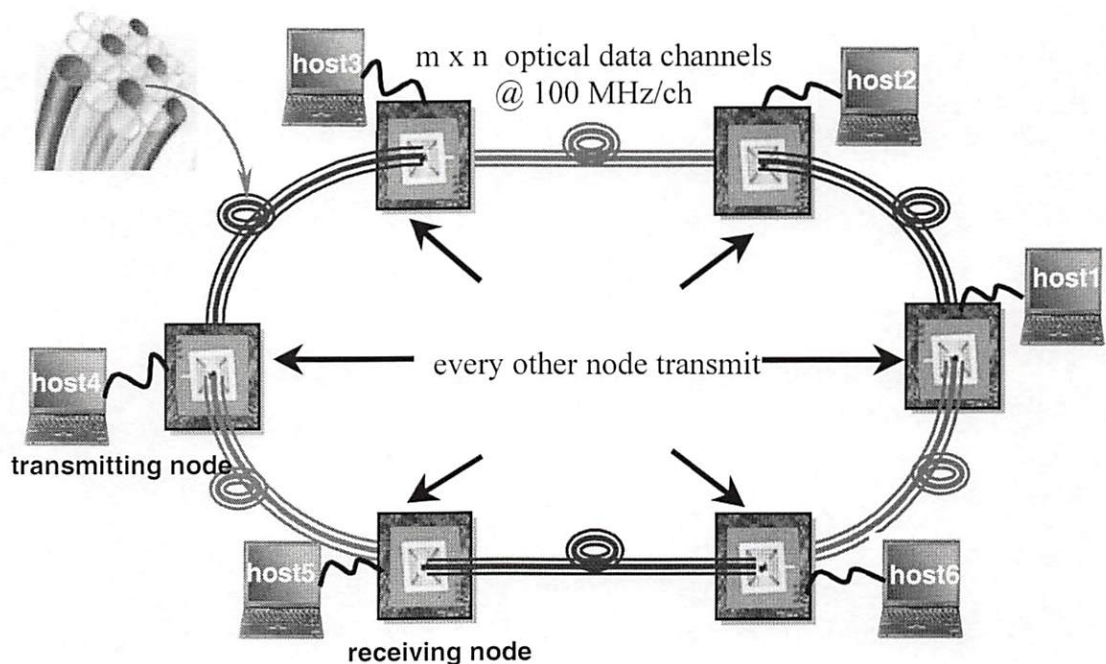 host3
m x n optical data channels
@ 100 MHz/ch
host2
host1
every other node transmit
host4
transmitting node
host5
host6
receiving node